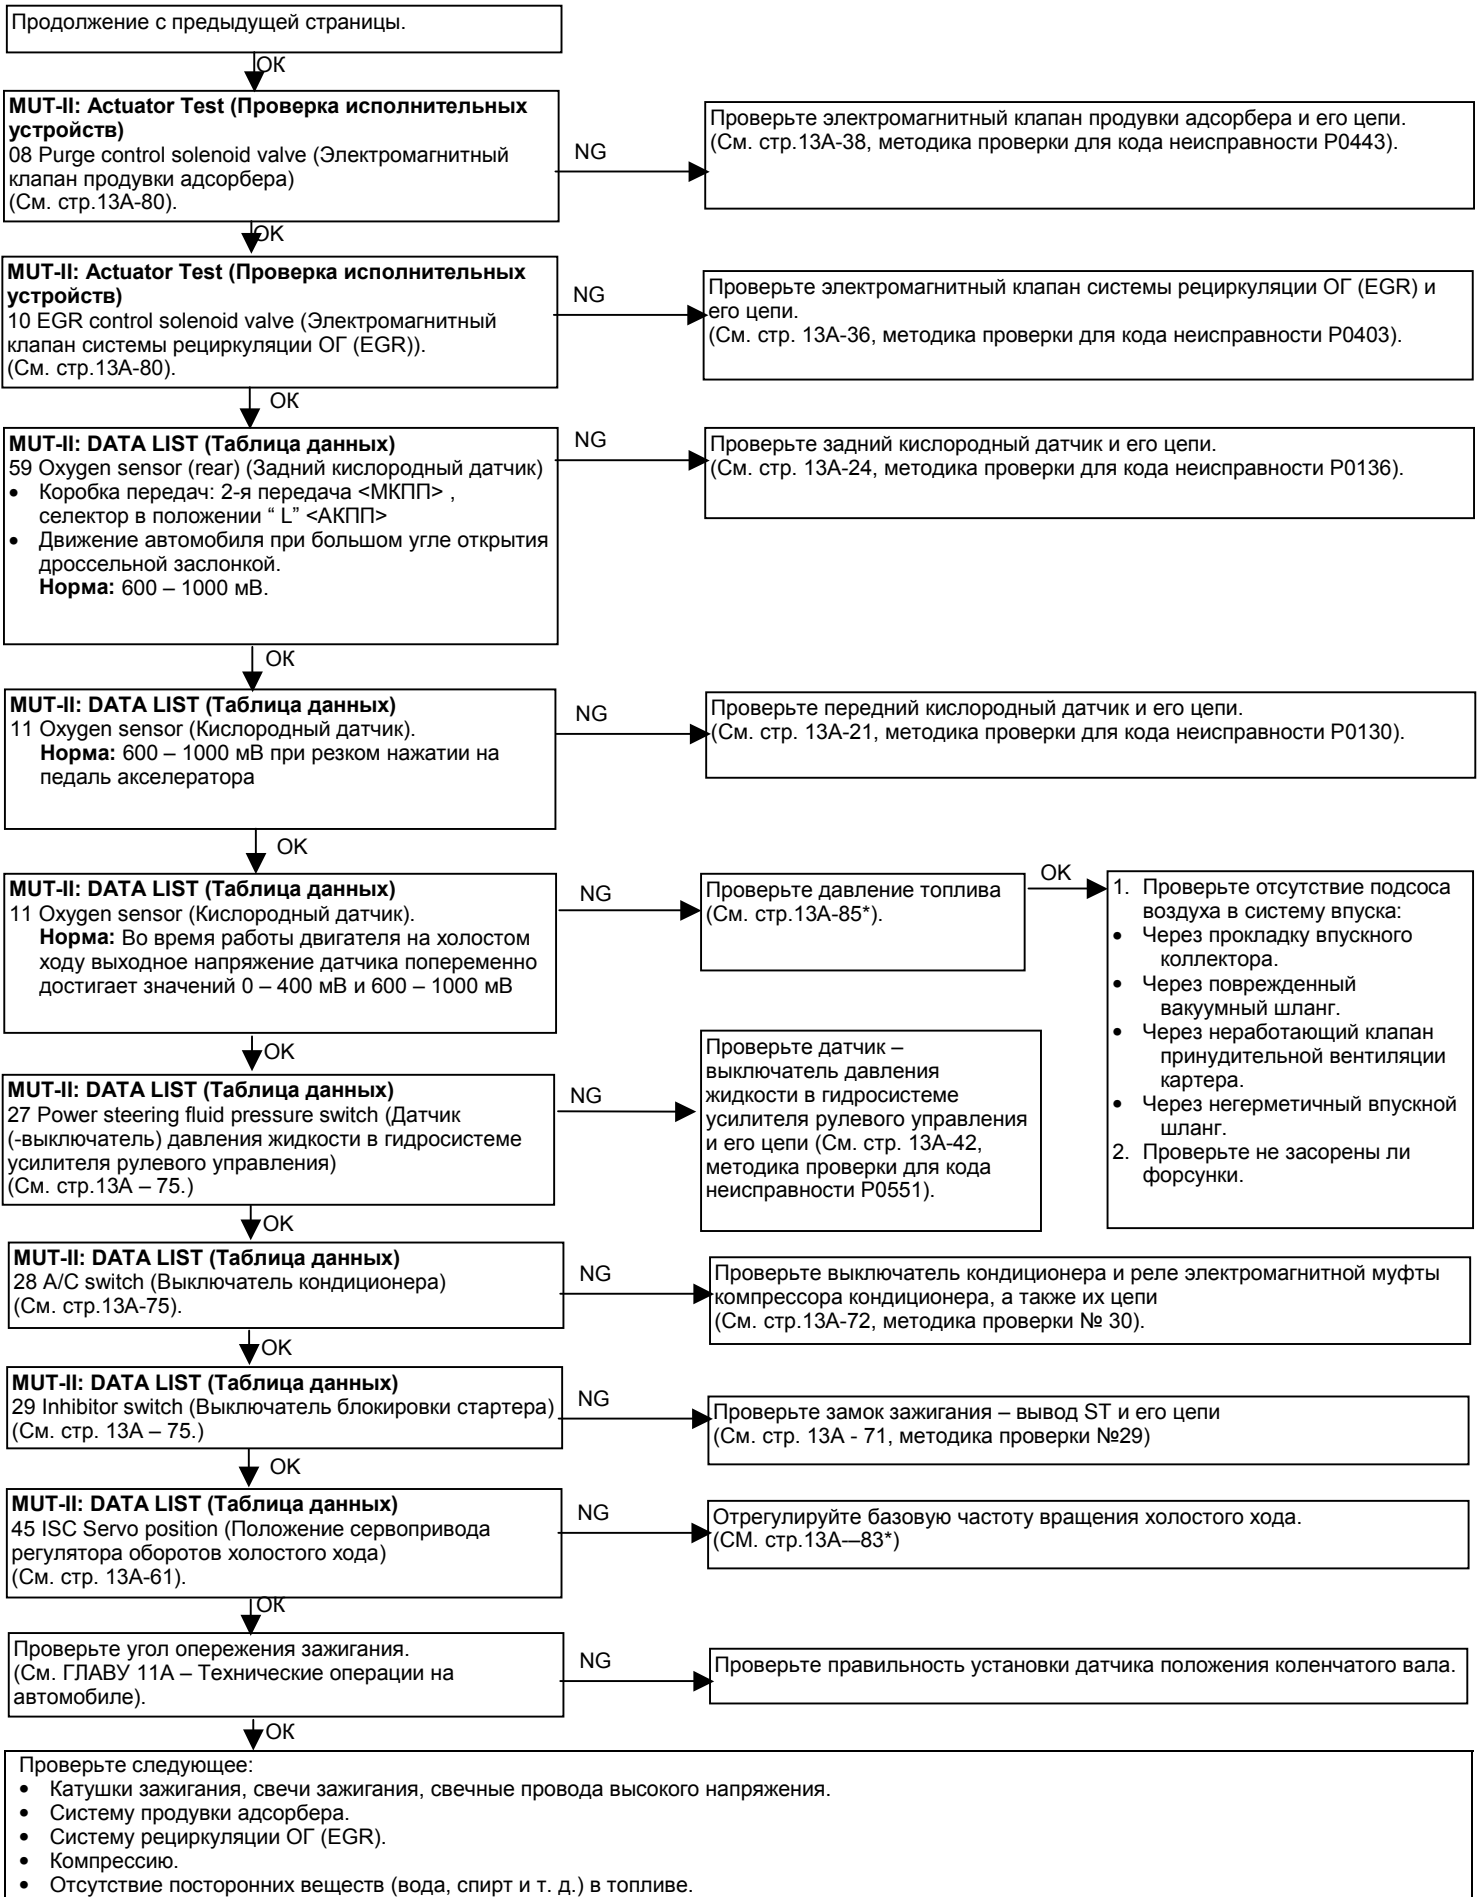 Продолжение с предыдущей страницы.
OK
MUT-II: Actuator Test (Проверка исполнительных
устройств)
08 Purge control solenoid valve (Электромагнитный
клапан продувки адсорбера)
(См. стр.13А-80).
NG
Проверьте электромагнитный клапан продувки адсорбера и его цепи.
(См. стр.13А-38, методика проверки для кода неисправности P0443).
OK
MUT-II: Actuator Test (Проверка исполнительных
устройств)
10 EGR control solenoid valve (Электромагнитный
клапан системы рециркуляции ОГ (EGR)).
(См. стр.13А-80).
NG
Проверьте электромагнитный клапан системы рециркуляции ОГ (EGR) и
его цепи.
(См. стр. 13А-36, методика проверки для кода неисправности P0403).
OK
MUT-II: DATA LIST (Таблица данных)
59 Oxygen sensor (rear) (Задний кислородный датчик)
• Коробка передач: 2-я передача <МКПП> ,
селектор в положении “ L” <АКПП>
• Движение автомобиля при большом угле открытия
дроссельной заслонкой.
Норма: 600 – 1000 мВ.
NG
Проверьте задний кислородный датчик и его цепи.
(См. стр. 13А-24, методика проверки для кода неисправности P0136).
OK
MUT-II: DATA LIST (Таблица данных)
11 Oxygen sensor (Кислородный датчик).
Норма: 600 – 1000 мВ при резком нажатии на
педаль акселератора
NG
Проверьте передний кислородный датчик и его цепи.
(См. стр. 13А-21, методика проверки для кода неисправности P0130).
OK
MUT-II: DATA LIST (Таблица данных)
11 Oxygen sensor (Кислородный датчик).
Норма: Во время работы двигателя на холостом
ходу выходное напряжение датчика попеременно
достигает значений 0 – 400 мВ и 600 – 1000 мВ
NG
Проверьте давление топлива
(См. стр.13А-85*).
OK
1. Проверьте отсутствие подсоса
воздуха в систему впуска:
• Через прокладку впускного
коллектора.
• Через поврежденный
вакуумный шланг.
• Через неработающий клапан
принудительной вентиляции
картера.
• Через негерметичный впускной
шланг.
2. Проверьте не засорены ли
форсунки.
OK
MUT-II: DATA LIST (Таблица данных)
27 Power steering fluid pressure switch (Датчик
(-выключатель) давления жидкости в гидросистеме
усилителя рулевого управления)
(См. стр.13А – 75.)
NG
Проверьте датчик –
выключатель давления
жидкости в гидросистеме
усилителя рулевого управления
и его цепи (См. стр. 13А-42,
методика проверки для кода
неисправности P0551).
OK
MUT-II: DATA LIST (Таблица данных)
28 A/C switch (Выключатель кондиционера)
(См. стр.13А-75).
NG
Проверьте выключатель кондиционера и реле электромагнитной муфты
компрессора кондиционера, а также их цепи
(См. стр.13А-72, методика проверки № 30).
OK
MUT-II: DATA LIST (Таблица данных)
29 Inhibitor switch (Выключатель блокировки стартера)
(См. стр. 13А – 75.)
NG
Проверьте замок зажигания – вывод ST и его цепи
(См. стр. 13А - 71, методика проверки №29)
OK
MUT-II: DATA LIST (Таблица данных)
45 ISC Servo position (Положение сервопривода
регулятора оборотов холостого хода)
(См. стр. 13А-61).
NG
Отрегулируйте базовую частоту вращения холостого хода.
(СМ. стр.13А-–83*)
OK
Проверьте угол опережения зажигания.
(См. ГЛАВУ 11А – Технические операции на
автомобиле).
NG
Проверьте правильность установки датчика положения коленчатого вала.
OK
Проверьте следующее:
• Катушки зажигания, свечи зажигания, свечные провода высокого напряжения.
• Систему продувки адсорбера.
• Систему рециркуляции ОГ (EGR).
• Компрессию.
• Отсутствие посторонних веществ (вода, спирт и т. д.) в топливе.